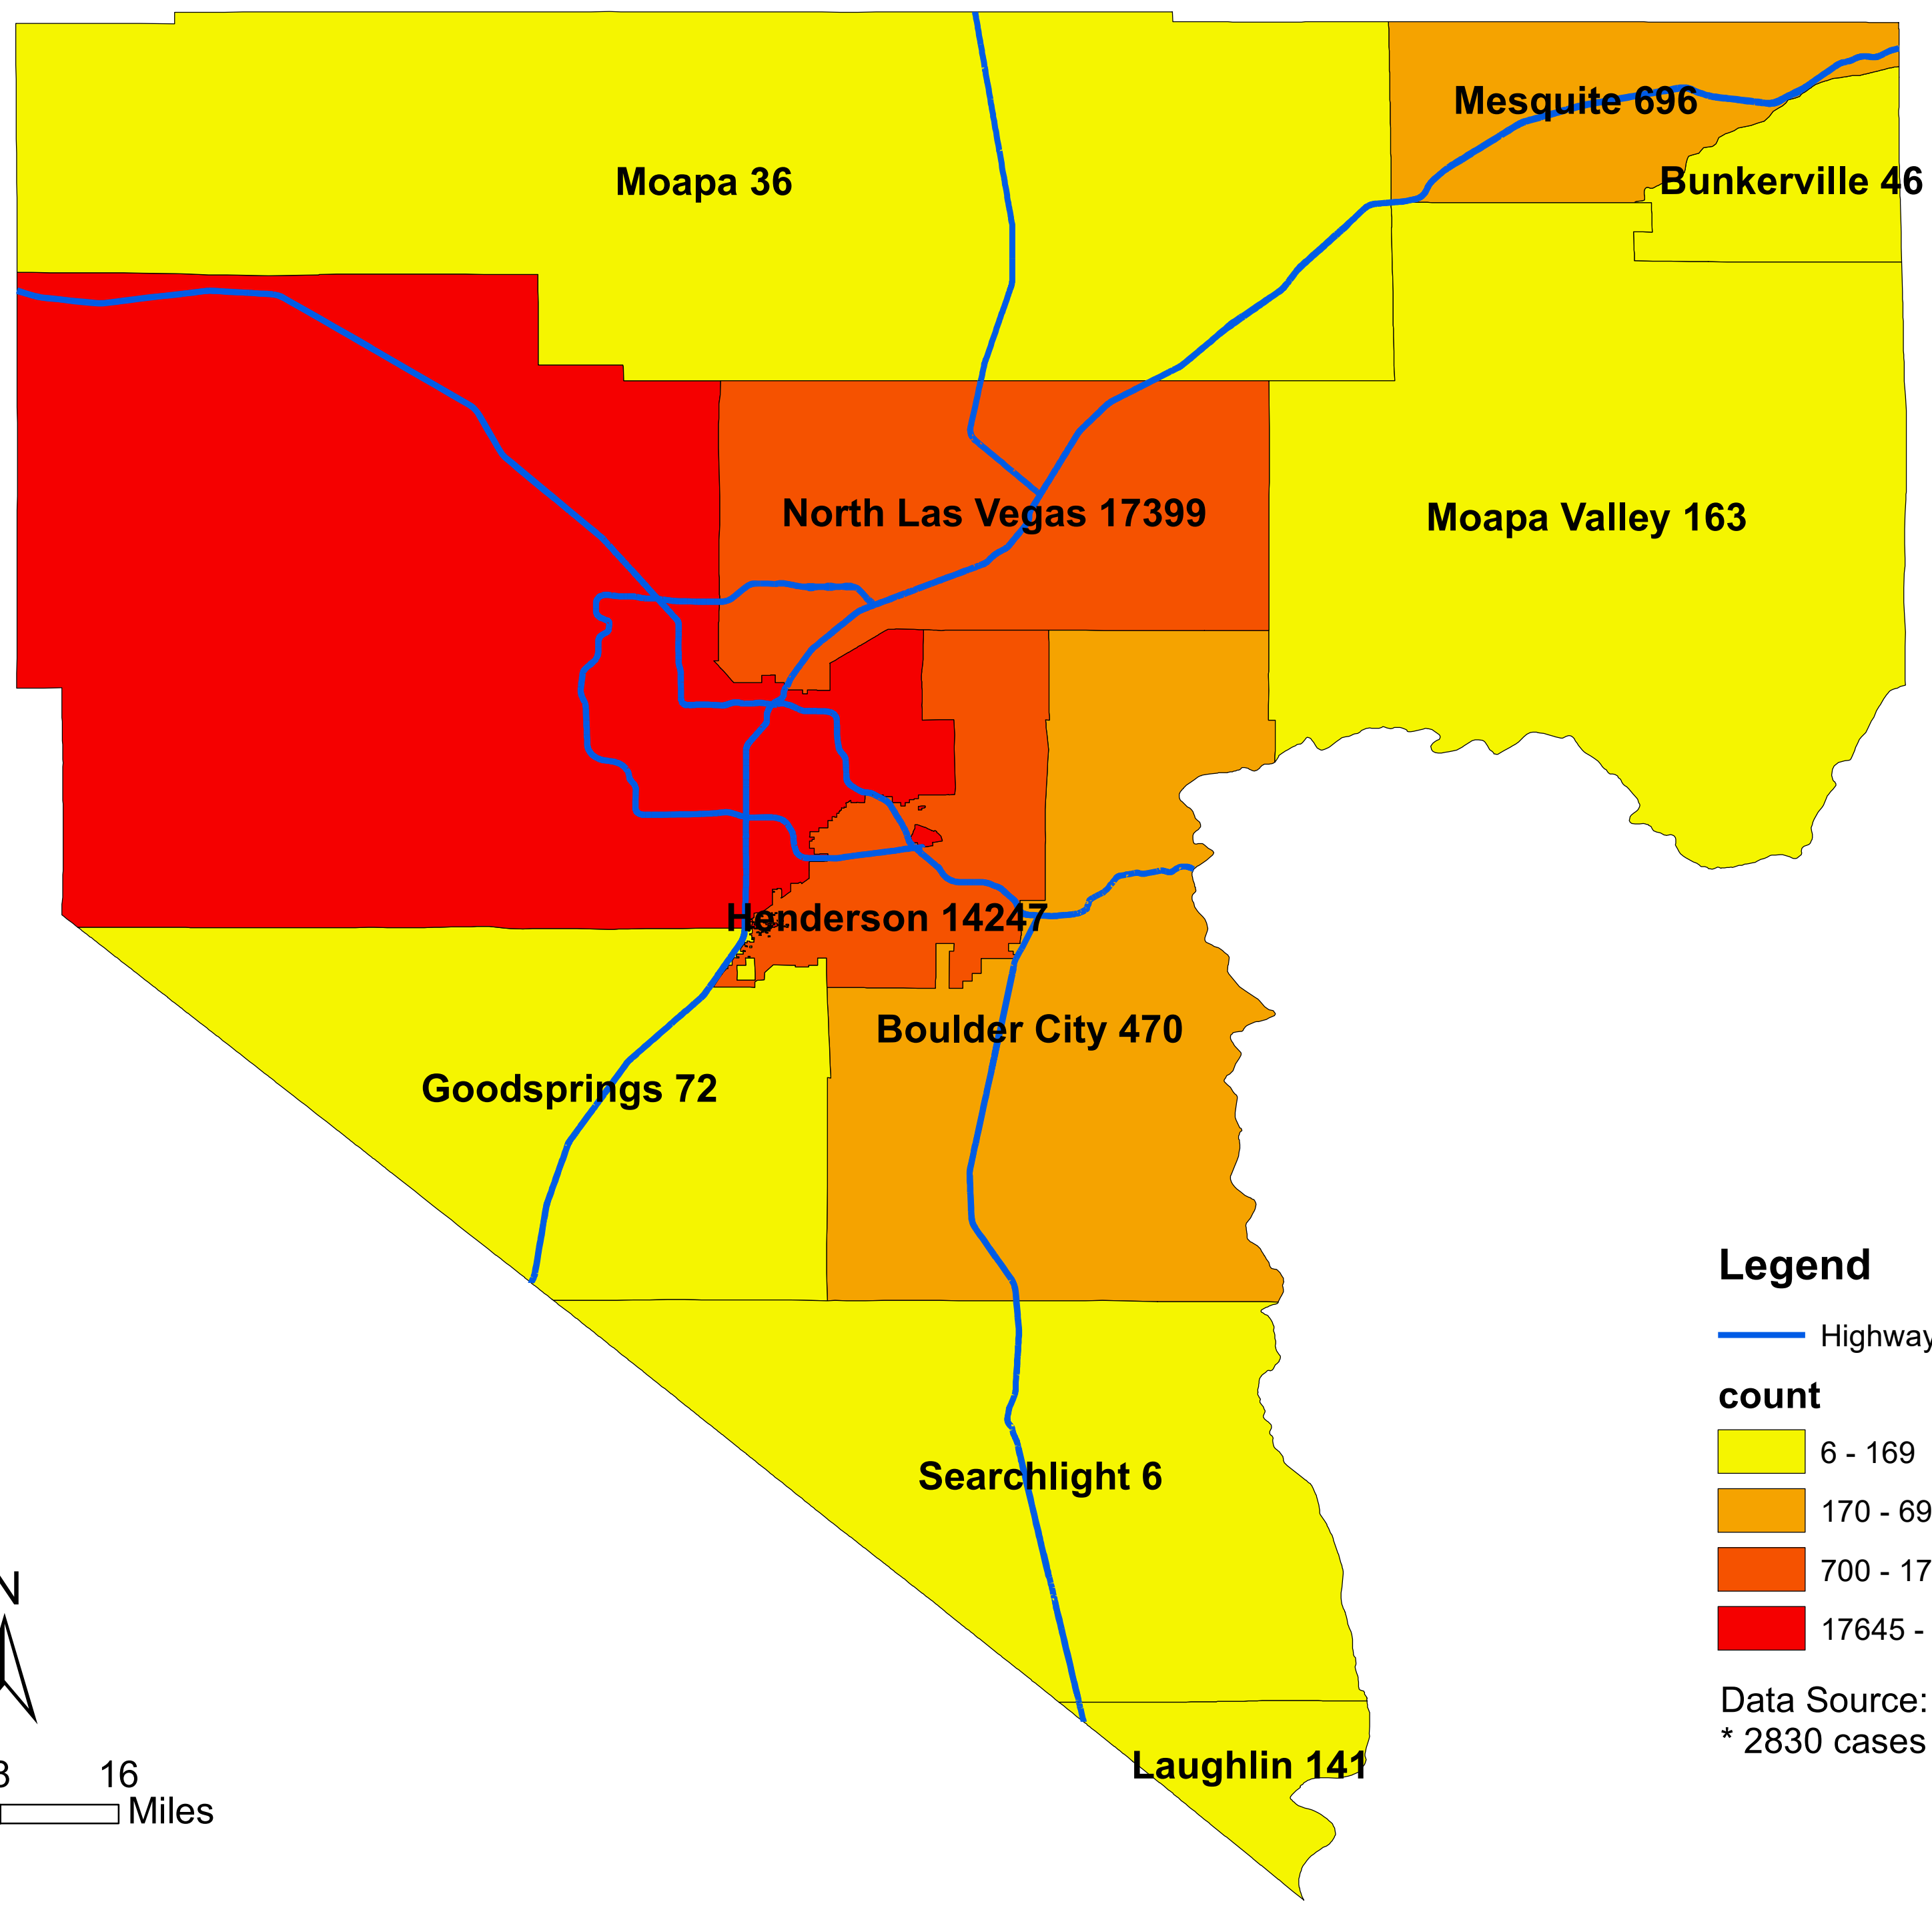 Mesquite 696
Moapa 36
Bunkerville 46
North Las Vegas 17399
Moapa Valley 163
Henderson 14247
Boulder City 470
Goodsprings 72
Legend
Highway
count
6 - 169
170 - 69
Searchlight 6
700 - 17
N
17645 -
Data Source:
* 2830 cases
Laughlin 141
16
Miles